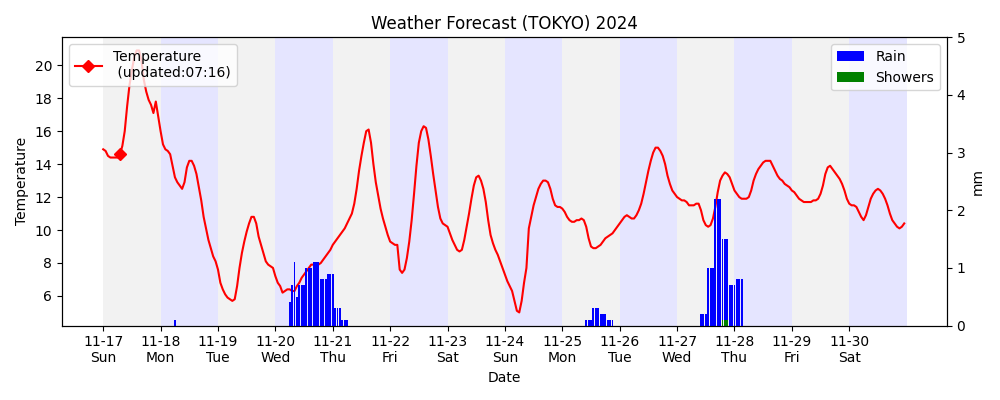 Weather Forecast (TOKYO) 2024
Temperature
(updated:07:16)
Rain
Showers
Temperature
20
18
16
14
12
10
8
6
5
4
3
2
1
0
mm
11-17 11-18 11-19 11-20 11-21 11-22 11-23 11-24 11-25 11-26 11-27 11-28 11-29 11-30
Sun Mon Tue Wed Thu Fri Sat Sun Mon Tue Wed Thu Fri Sat
Date